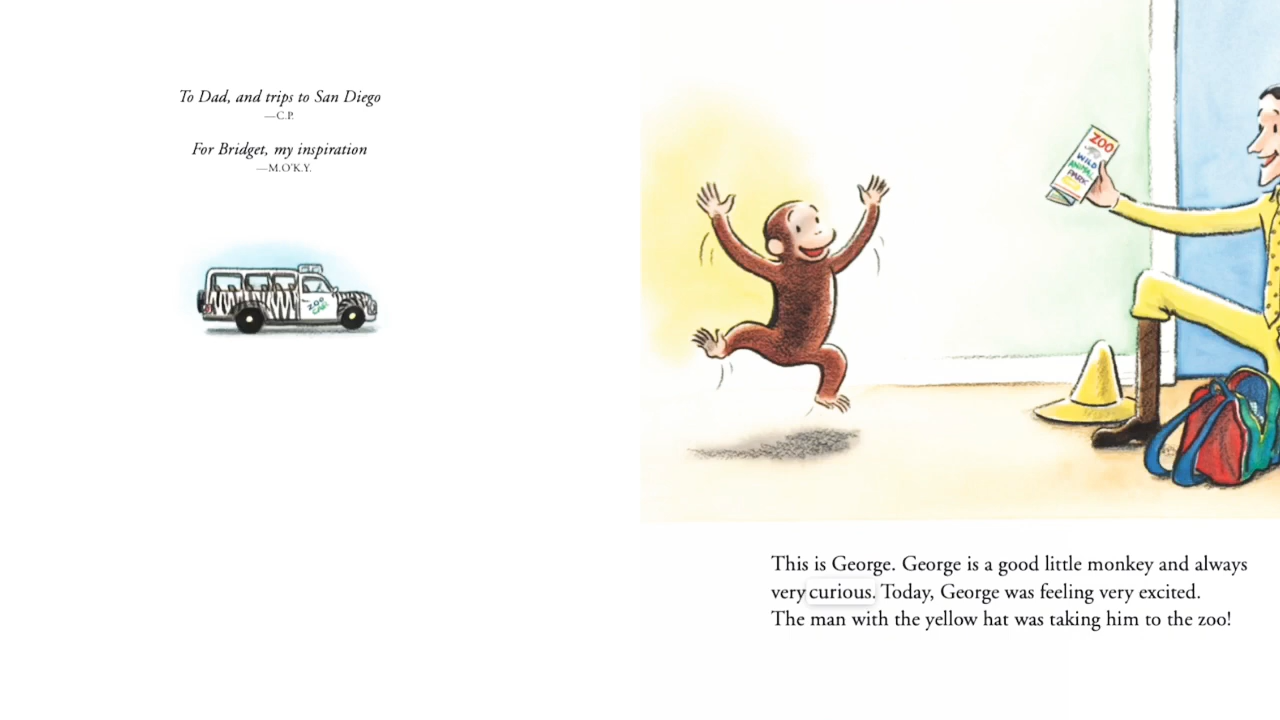 To Dad, and trips to San Diego
—C.P.
For Bridget, my inspiration
—M.O'K.Y.
ZOO
CAR
ZOO
WILD
ANIMAL
PARK
This is George. George is a good little monkey and always
very curious. Today, George was feeling very excited.
The man with the yellow hat was taking him to the zoo!